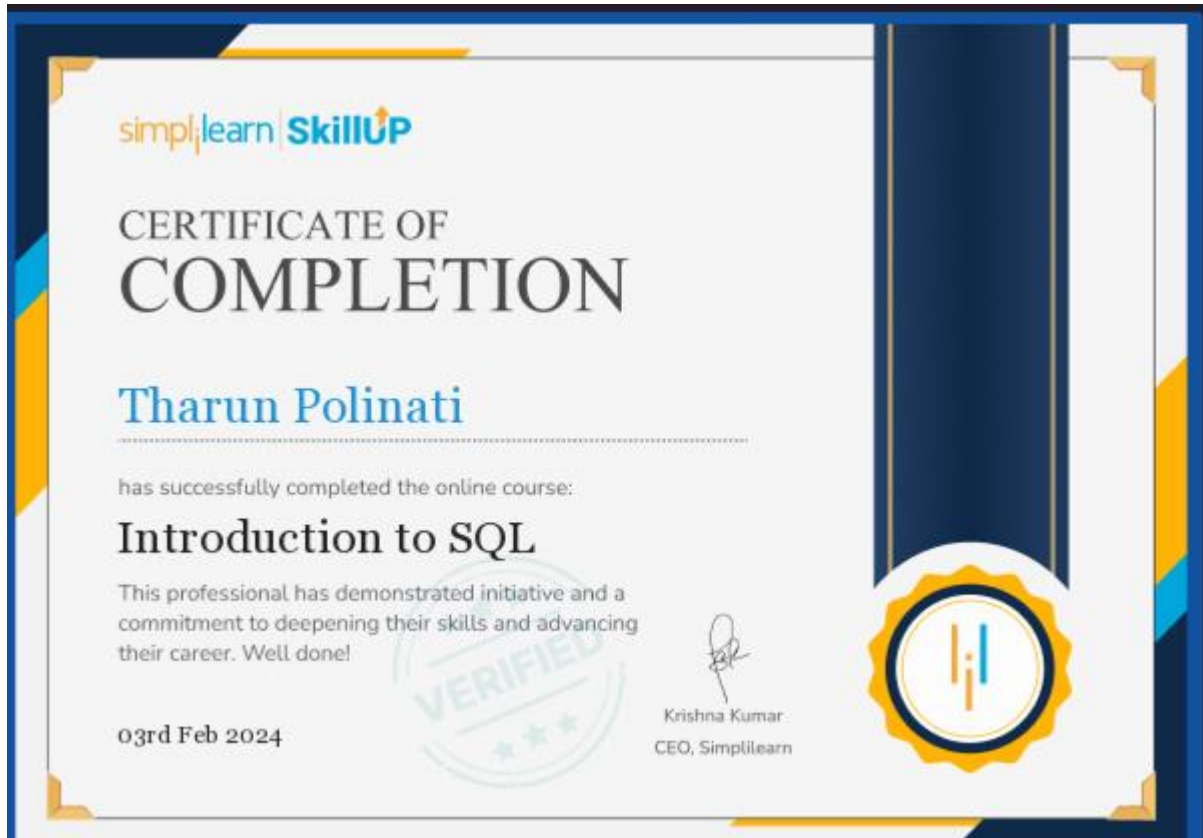 simplilearn SkillUP
CERTIFICATE OF
COMPLETION
Tharun Polinati
has successfully completed the online course:
Introduction to SQL
This professional has demonstrated initiative and a
commitment to deepening their skills and advancing
their career. Well done!
VERIFIED
03rd Feb 2024
Krishna Kumar
CEO, Simplilearn